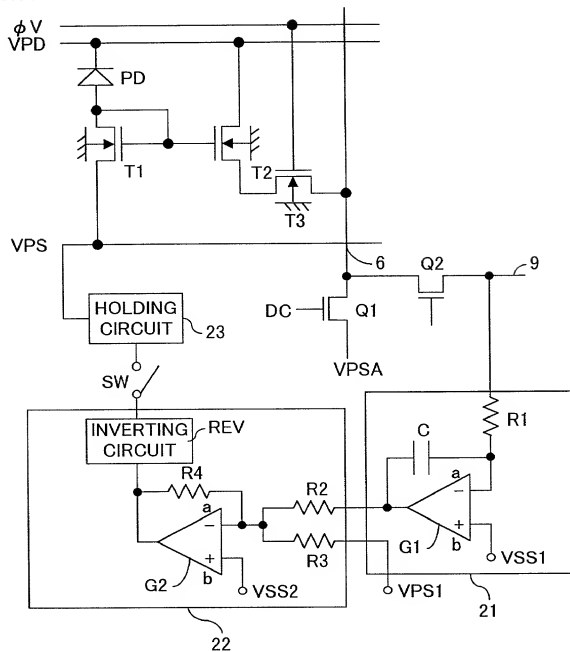 φV
VPD
PD
T1
T2
T3
VPS
6
Q2
9
DC
Q1
VPSA
HOLDING
CIRCUIT
23
SW
INVERTING
CIRCUIT
REV
R4
a
−
+
b
G2
VSS2
R2
R3
C
R1
a
−
+
b
G1
VSS1
VPS1
21
22